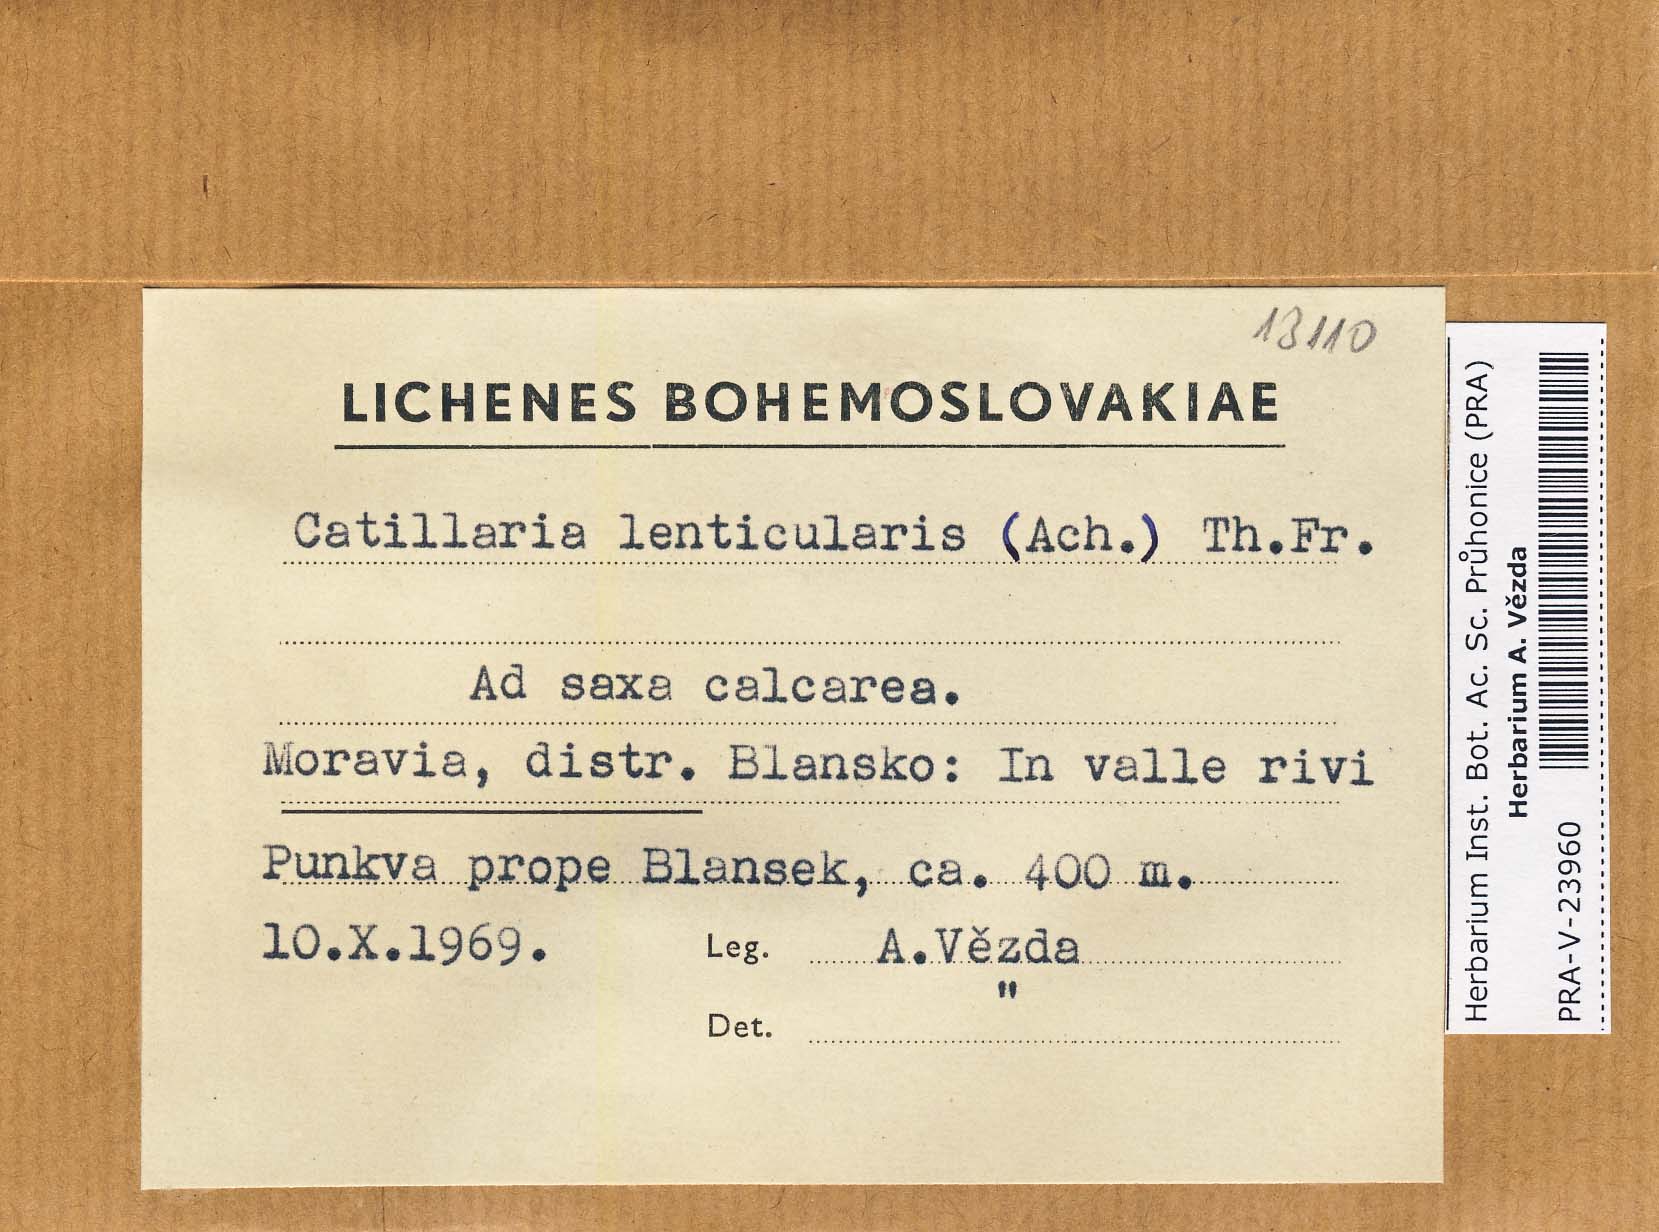 13110
LICHENES BOHEMOSLOVAKIAE
Catillaria lenticularis (Ach.) Th.Fr.
Ad saxa calcarea.
Moravia, distr. Blansko: In valle rivi
Punkva prope Blansek, ca. 400 m.
10.X.1969. Leg. A.Vězda
"
Det.
Herbarium Inst. Bot. Ac. Sc. Průhonice (PRA)
Herbarium A. Vězda
PRA-V-23960